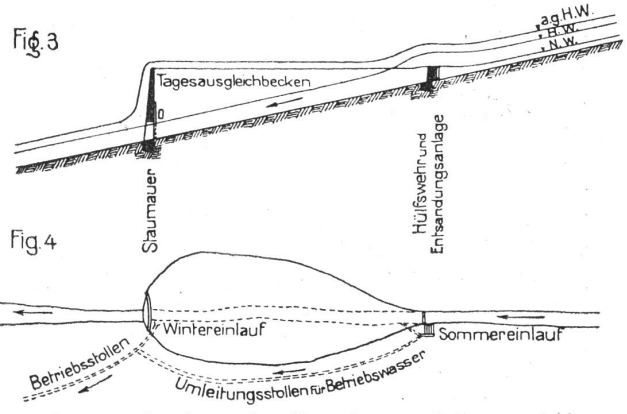 Fig. 3
a.g.H.W.
H.W.
N.W.
Tagesausgleichbecken
Staumauer
Hülfswehr und
Entsandungsanlage
Fig. 4
Wintereinlauf
Sommereinlauf
Betriebsstollen
Umleitungsstollen für Betriebswasser